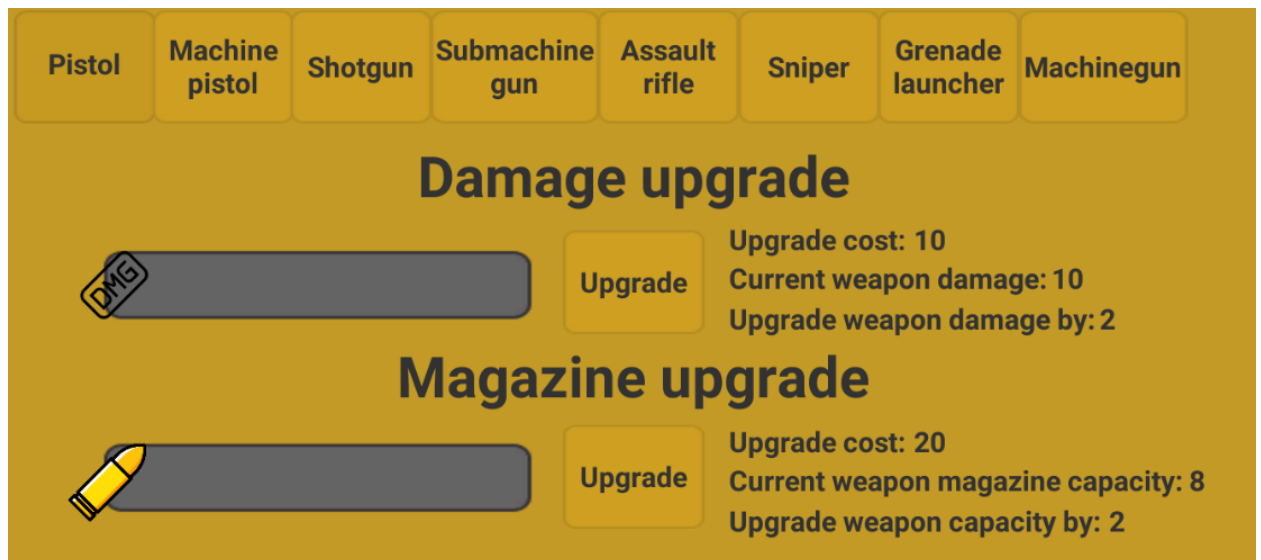 Pistol
Machine
pistol
Shotgun
Submachine
gun
Assault
rifle
Sniper
Grenade
launcher
Machinegun
Damage upgrade
DMG
Upgrade
Upgrade cost: 10
Current weapon damage: 10
Upgrade weapon damage by: 2
Magazine upgrade
Upgrade
Upgrade cost: 20
Current weapon magazine capacity: 8
Upgrade weapon capacity by: 2